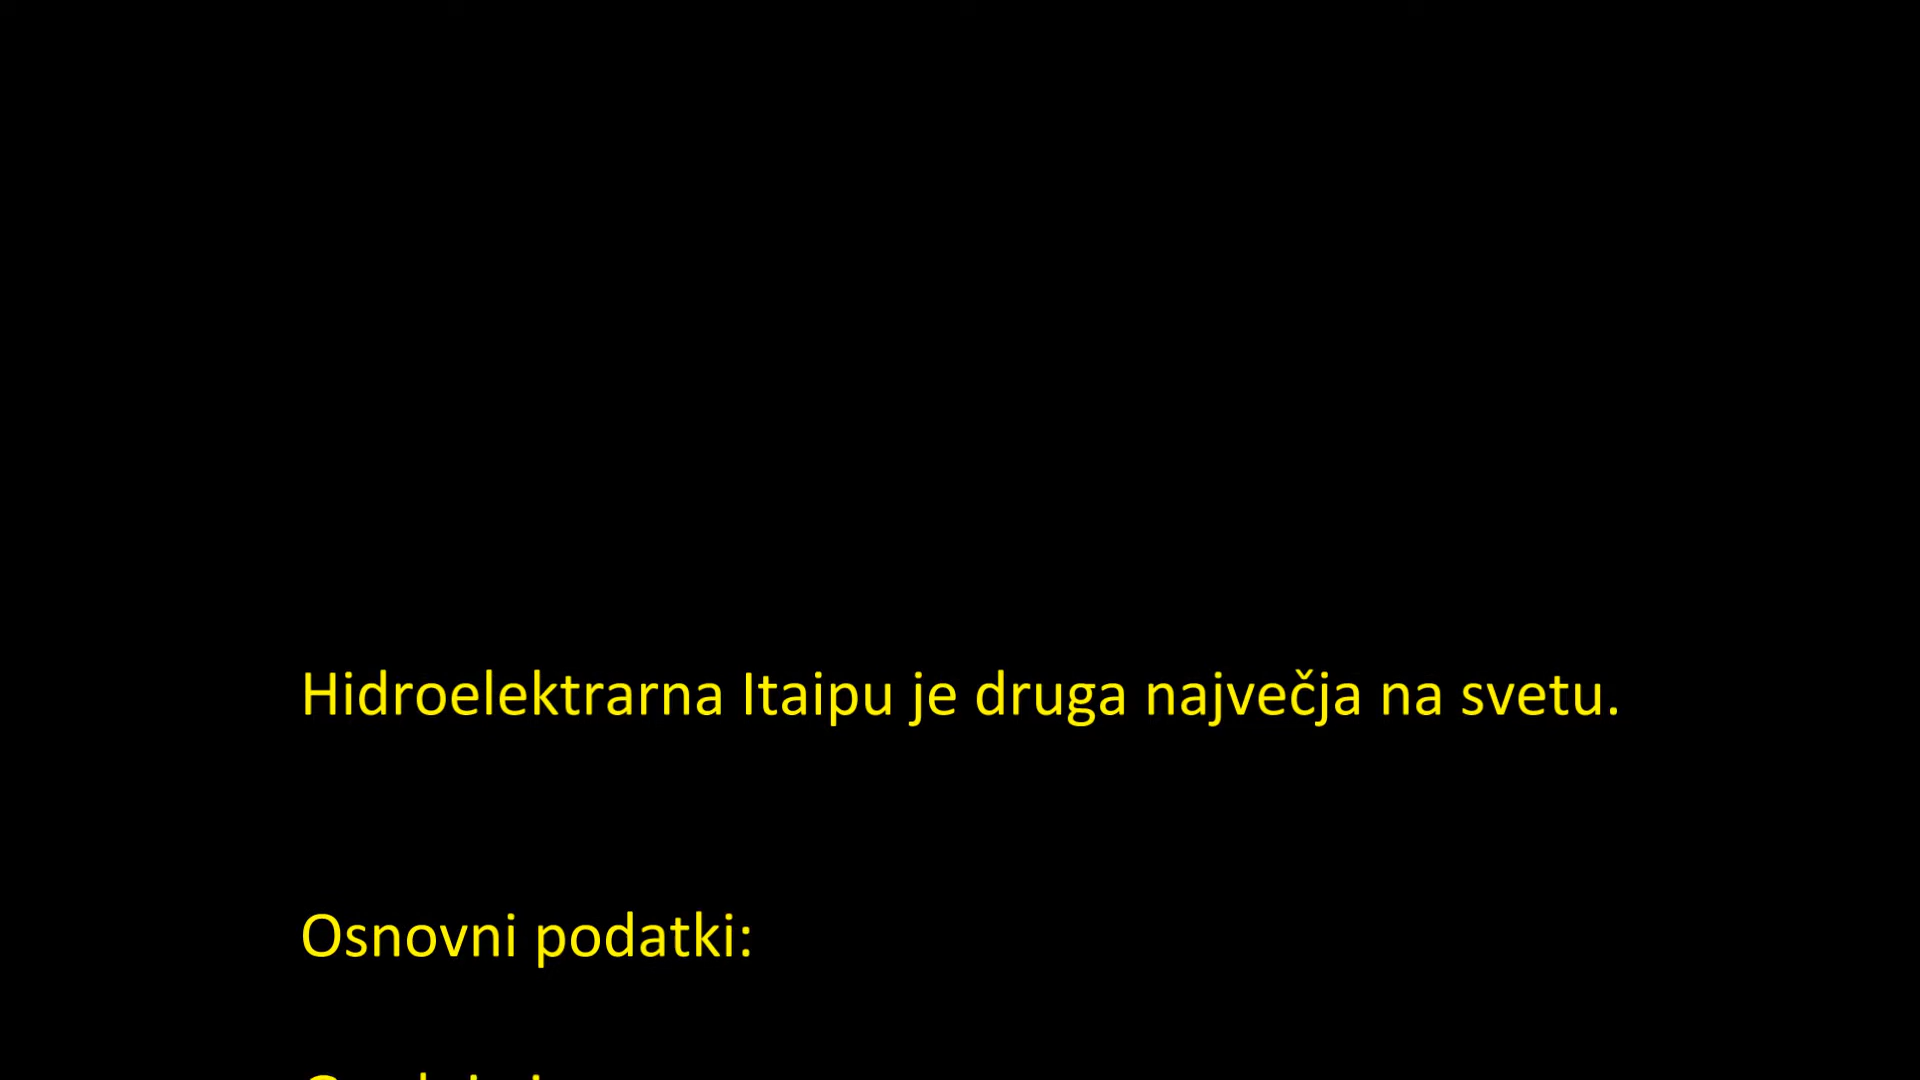 Hidroelektrarna Itaipu je druga največja na svetu.
Osnovni podatki: